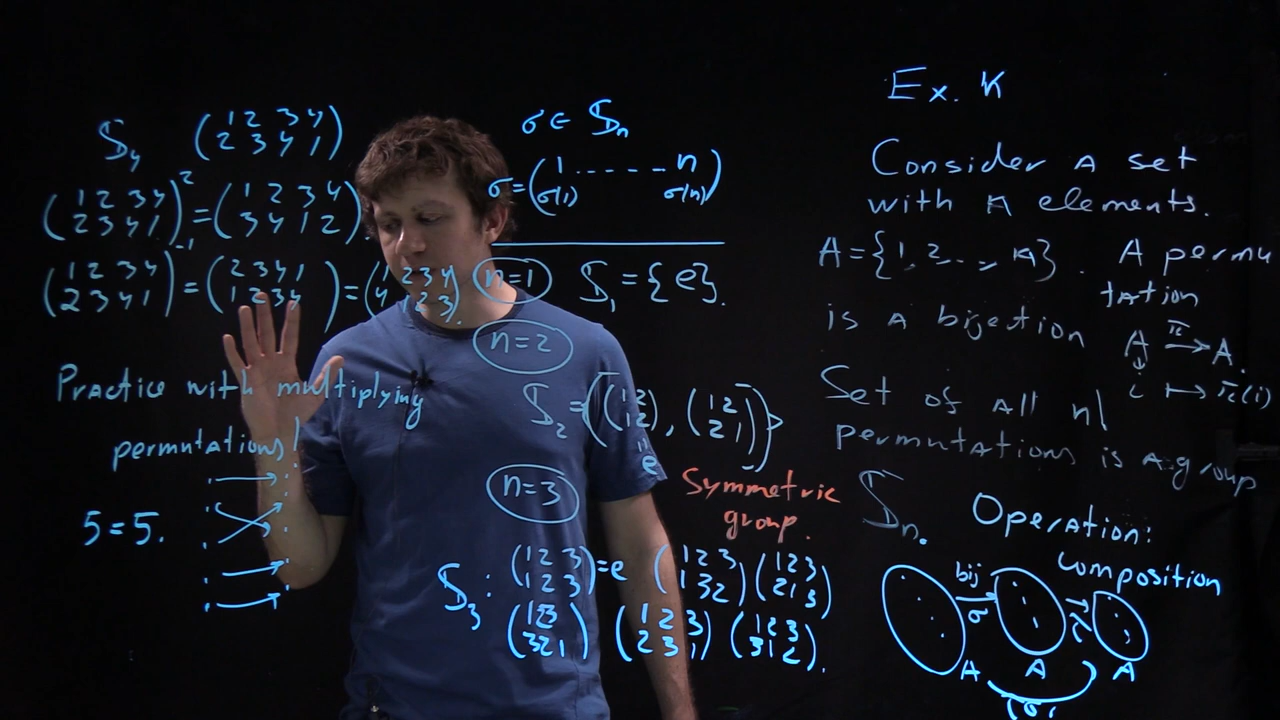 S₄ (1 2 3 4 / 2 3 4 1)
(1 2 3 4 / 2 3 4 1)² = (1 2 3 4 / 3 4 1 2)
(1 2 3 4 / 2 3 4 1)⁻¹ = (2 3 4 1 / 1 2 3 4) = (1 2 3 4 / 4 1 2 3).
Practice with multiplying
permutations!
5=5.
σ ∈ Sₙ
σ = (1 ...... n / σ(1) σ(n))
n=1 S₁ = {e}.
n=2
S₂ = {(1 2 / 1 2), (1 2 / 2 1)}
e
n=3
Symmetric
group.
S₃: (1 2 3 / 1 2 3) = e (1 2 3 / 1 3 2) (1 2 3 / 2 1 3)
(1 2 3 / 3 2 1) (1 2 3 / 2 3 1) (1 2 3 / 3 1 2).
Ex. K
Consider a set
with n elements.
A = {1, 2, .., n}. A permu
tation
is a bijection A →π A.
i ↦ π(i)
Set of all n!
permutations is a group
Sₙ. Operation:
composition
bij
σ λ
A A A